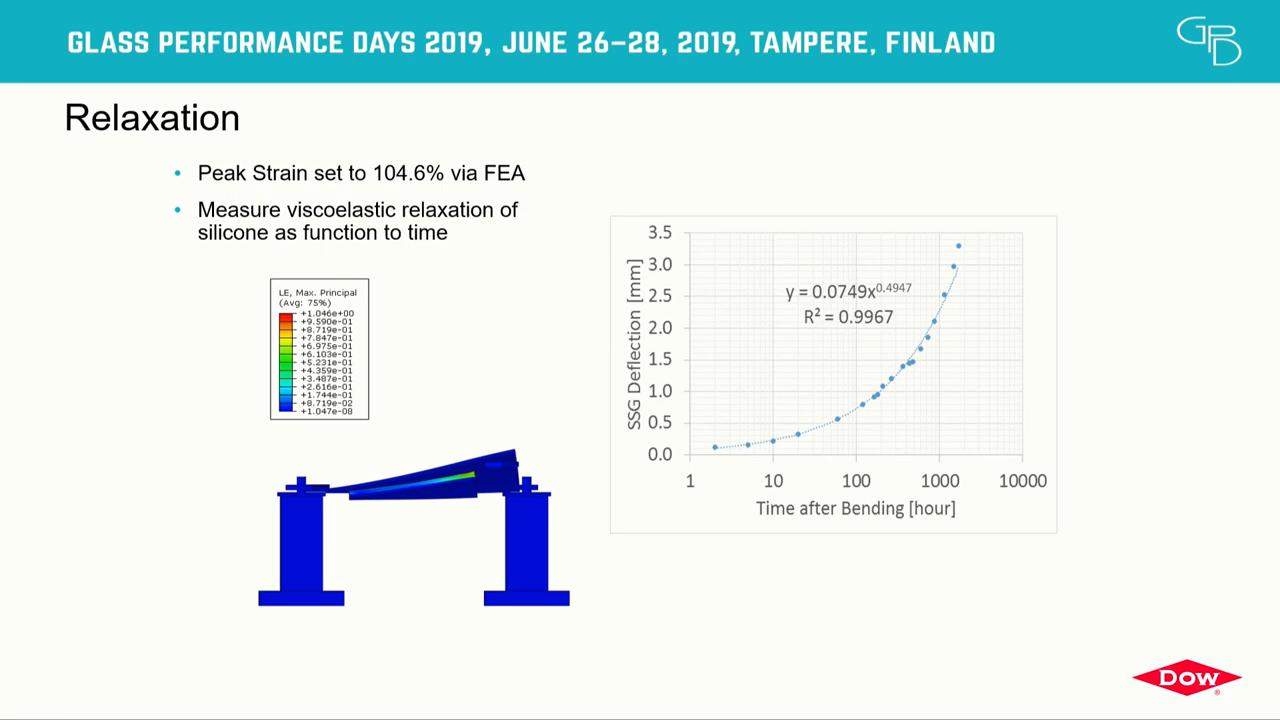 GLASS PERFORMANCE DAYS 2019, JUNE 26–28, 2019, TAMPERE, FINLAND
GPD
Relaxation
• Peak Strain set to 104.6% via FEA
• Measure viscoelastic relaxation of
silicone as function to time
LE, Max. Principal
(Avg: 75%)
+1.046e+00
+9.590e-01
+8.719e-01
+7.847e-01
+6.975e-01
+6.103e-01
+5.231e-01
+4.359e-01
+3.487e-01
+2.616e-01
+1.744e-01
+8.719e-02
+1.047e-08
SSG Deflection [mm]
3.5
3.0
2.5
2.0
1.5
1.0
0.5
0.0
y = 0.0749x^0.4947
R² = 0.9967
1 10 100 1000 10000
Time after Bending [hour]
Dow®